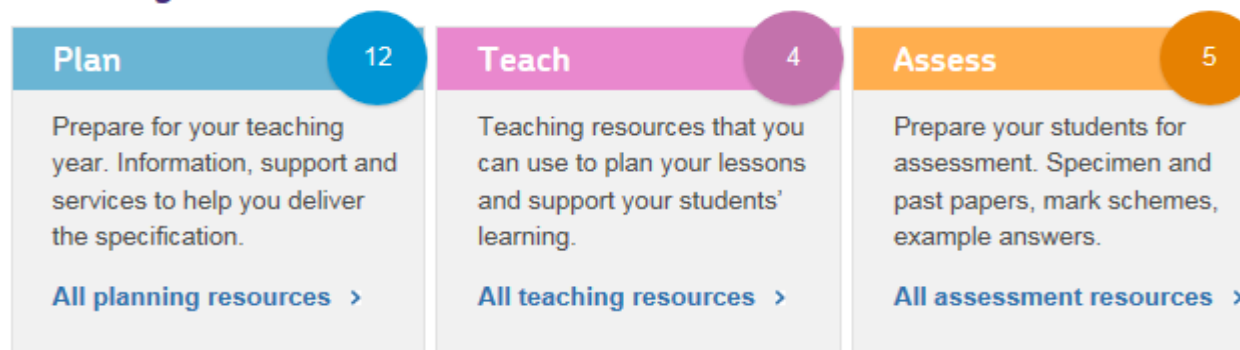 Plan
12
Prepare for your teaching
year. Information, support and
services to help you deliver
the specification.
All planning resources >
Teach
4
Teaching resources that you
can use to plan your lessons
and support your students'
learning.
All teaching resources >
Assess
5
Prepare your students for
assessment. Specimen and
past papers, mark schemes,
example answers.
All assessment resources >